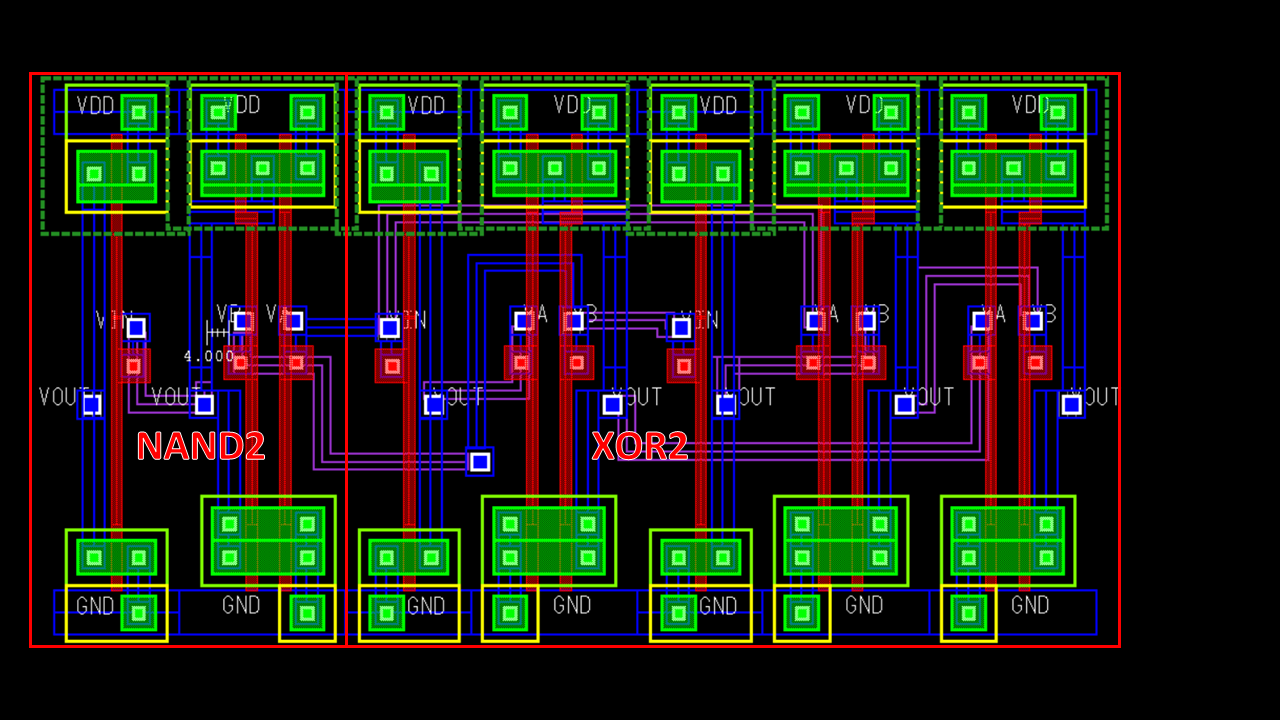 VDD VDD VDD VDD VDD VDD VDD
VIN VB VA VIN VA VB VIN VA VB VA VB
4.000
VOUT VOUT VOUT VOUT VOUT VOUT VOUT
NAND2 XOR2
GND GND GND GND GND GND GND